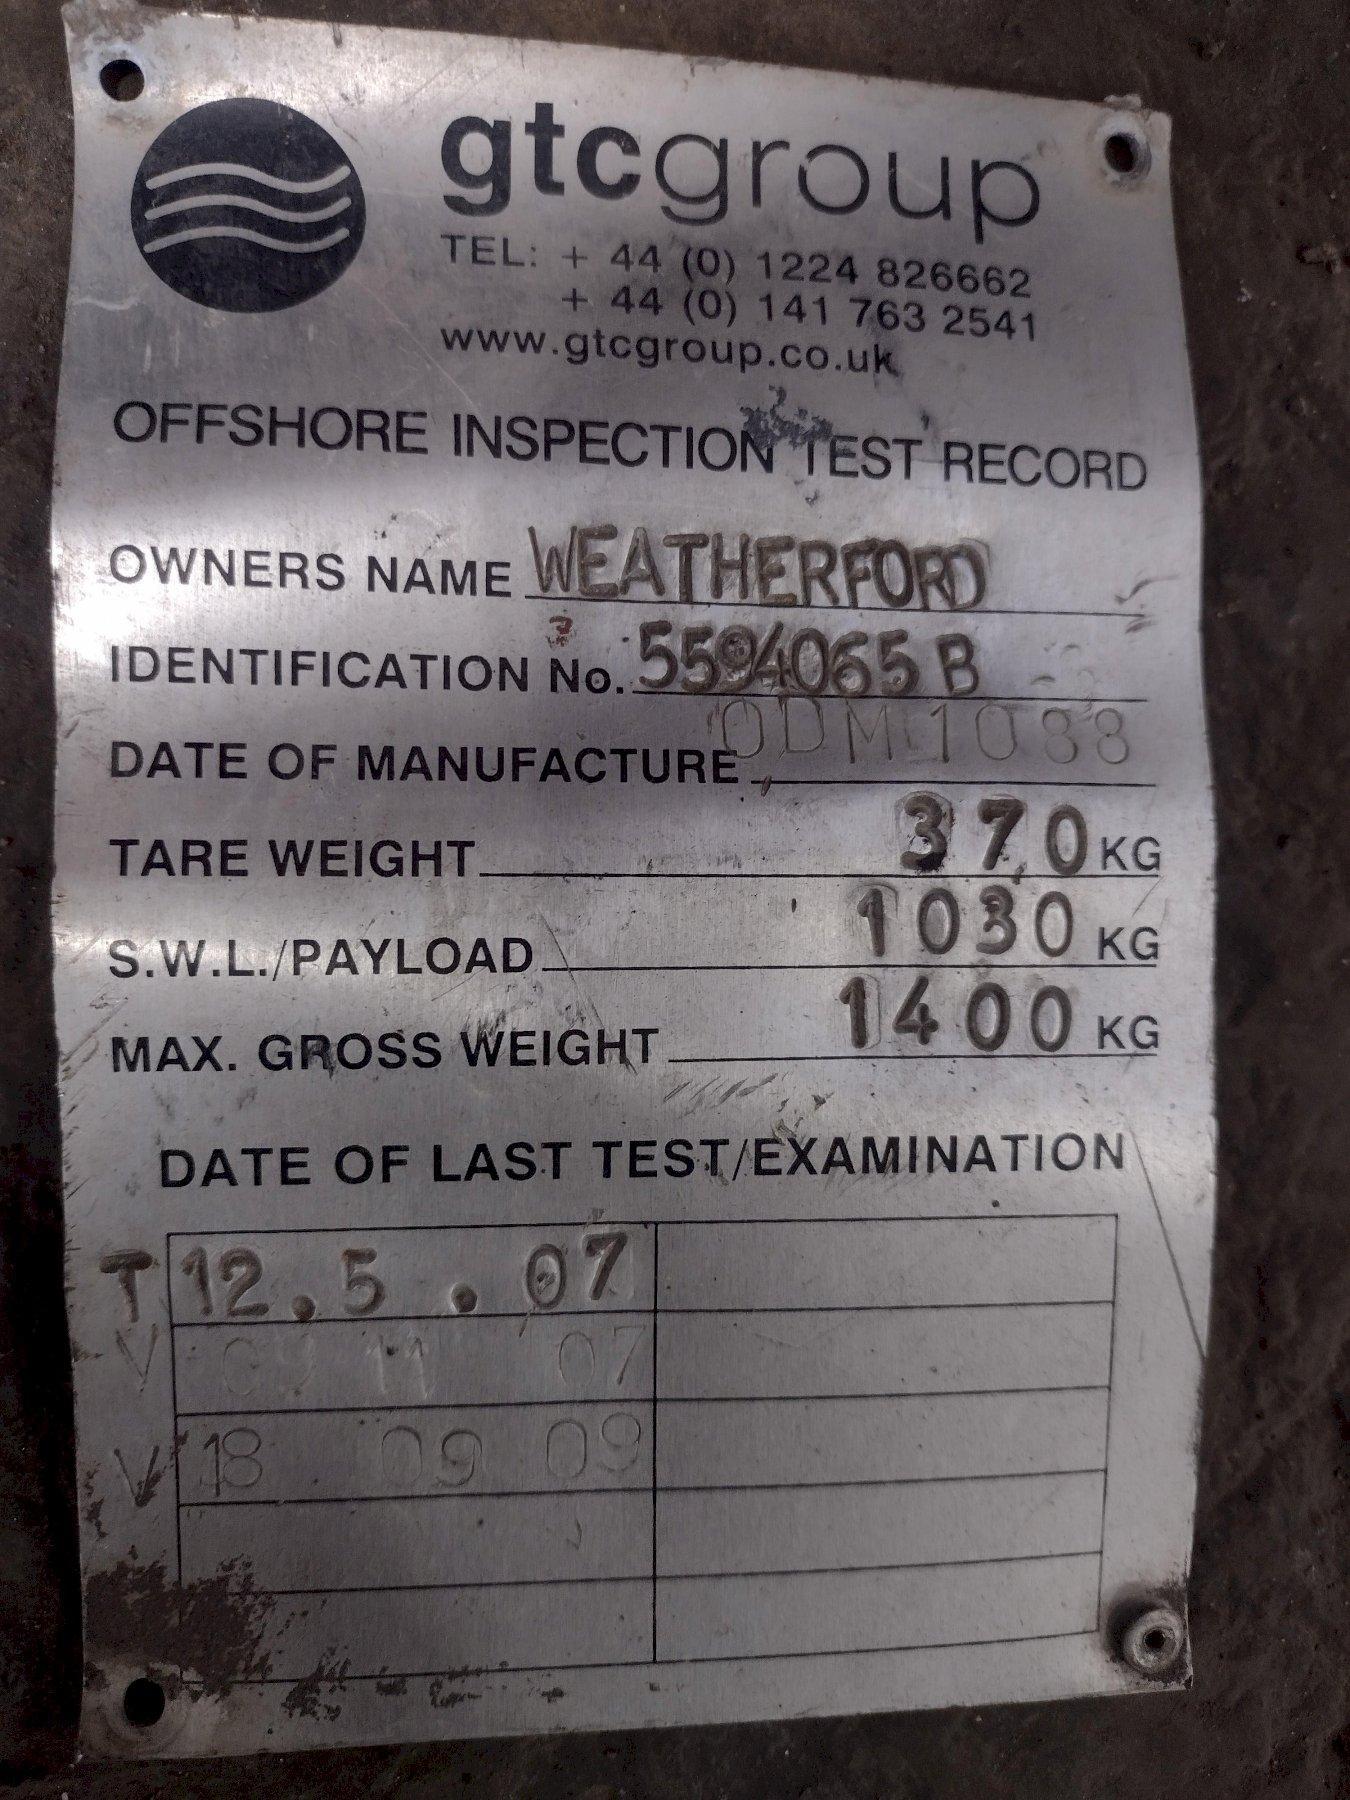 gtcgroup
TEL: + 44 (0) 1224 826662
+ 44 (0) 141 763 2541
www.gtcgroup.co.uk
OFFSHORE INSPECTION TEST RECORD
OWNERS NAME WEATHERFORD
IDENTIFICATION No. 5594065 B
DATE OF MANUFACTURE ODM 1088
TARE WEIGHT 370 KG
S.W.L./PAYLOAD 1030 KG
MAX. GROSS WEIGHT 1400 KG
DATE OF LAST TEST/EXAMINATION
T 12.5.07
V 09 11 07
V 18 09 09